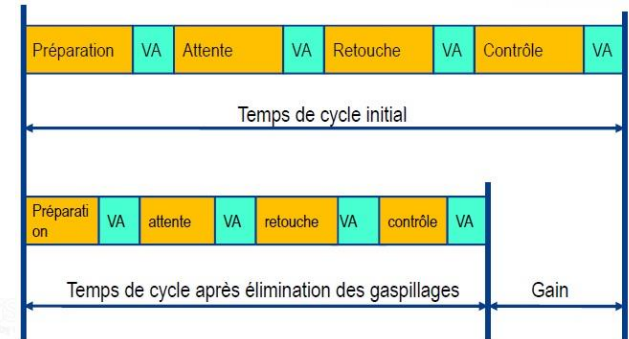 Préparation VA Attente VA Retouche VA Contrôle VA
Temps de cycle initial
Préparati
on VA attente VA retouche VA contrôle VA
Temps de cycle après élimination des gaspillages Gain